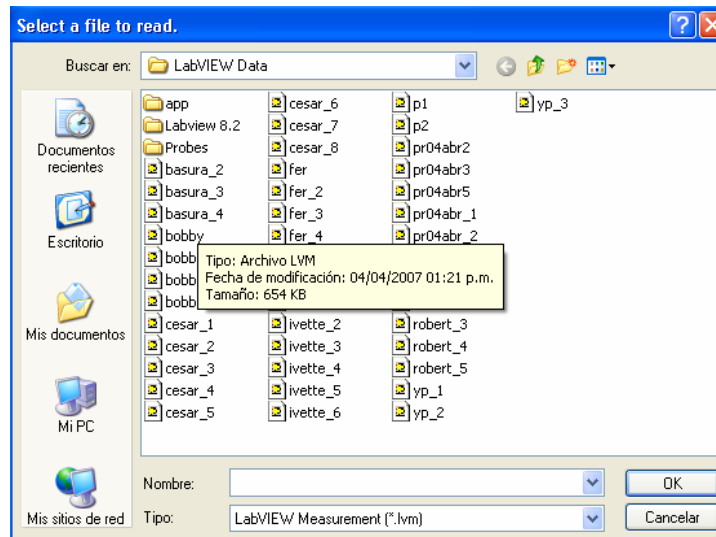 Select a file to read.
Buscar en:
LabVIEW Data
Documentos
recientes
Escritorio
Mis documentos
Mi PC
Mis sitios de red
app
Labview 8.2
Probes
basura_2
basura_3
basura_4
bobby
bobb
bobb
bobb
cesar_1
cesar_2
cesar_3
cesar_4
cesar_5
cesar_6
cesar_7
cesar_8
fer
fer_2
fer_3
fer_4
ivette_2
ivette_3
ivette_4
ivette_5
ivette_6
p1
p2
pr04abr2
pr04abr3
pr04abr5
pr04abr_1
pr04abr_2
robert_3
robert_4
robert_5
yp_1
yp_2
yp_3
Tipo: Archivo LVM
Fecha de modificación: 04/04/2007 01:21 p.m.
Tamaño: 654 KB
Nombre:
OK
Tipo:
LabVIEW Measurement (*.lvm)
Cancelar